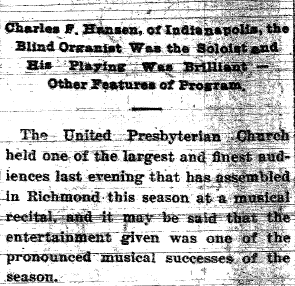 Charles F. Hansen, of Indianapolis, the
Blind Organist Was the Soloist and
His Playing Was Brilliant —
Other Features of Program.
The United Presbyterian Church
held one of the largest and finest aud-
iences last evening that has assembled
in Richmond this season at a musical
recital, and it may be said that the
entertainment given was one of the
pronounced musical successes of the
season.